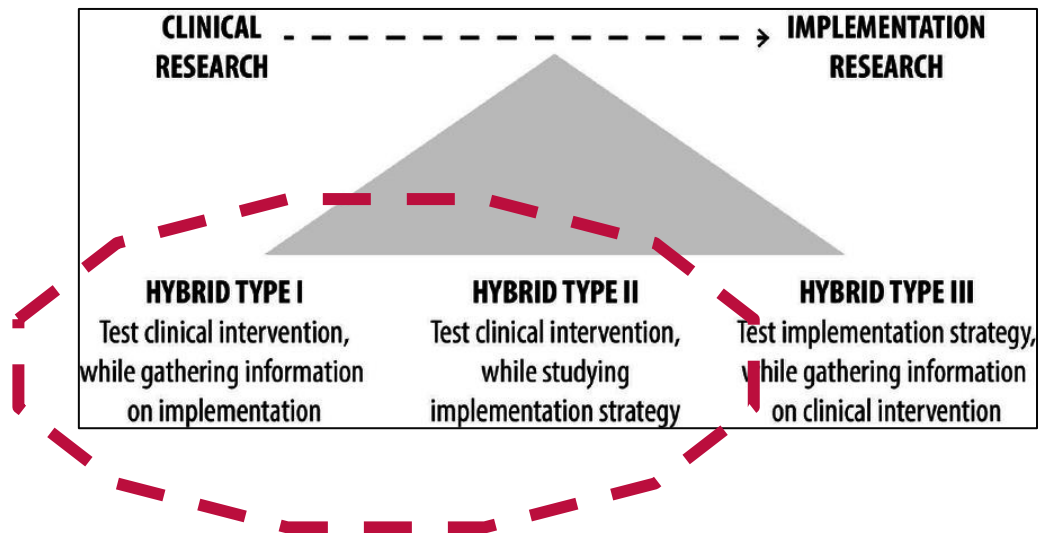 CLINICAL
RESEARCH
IMPLEMENTATION
RESEARCH
HYBRID TYPE I
Test clinical intervention,
while gathering information
on implementation
HYBRID TYPE II
Test clinical intervention,
while studying
implementation strategy
HYBRID TYPE III
Test implementation strategy,
while gathering information
on clinical intervention